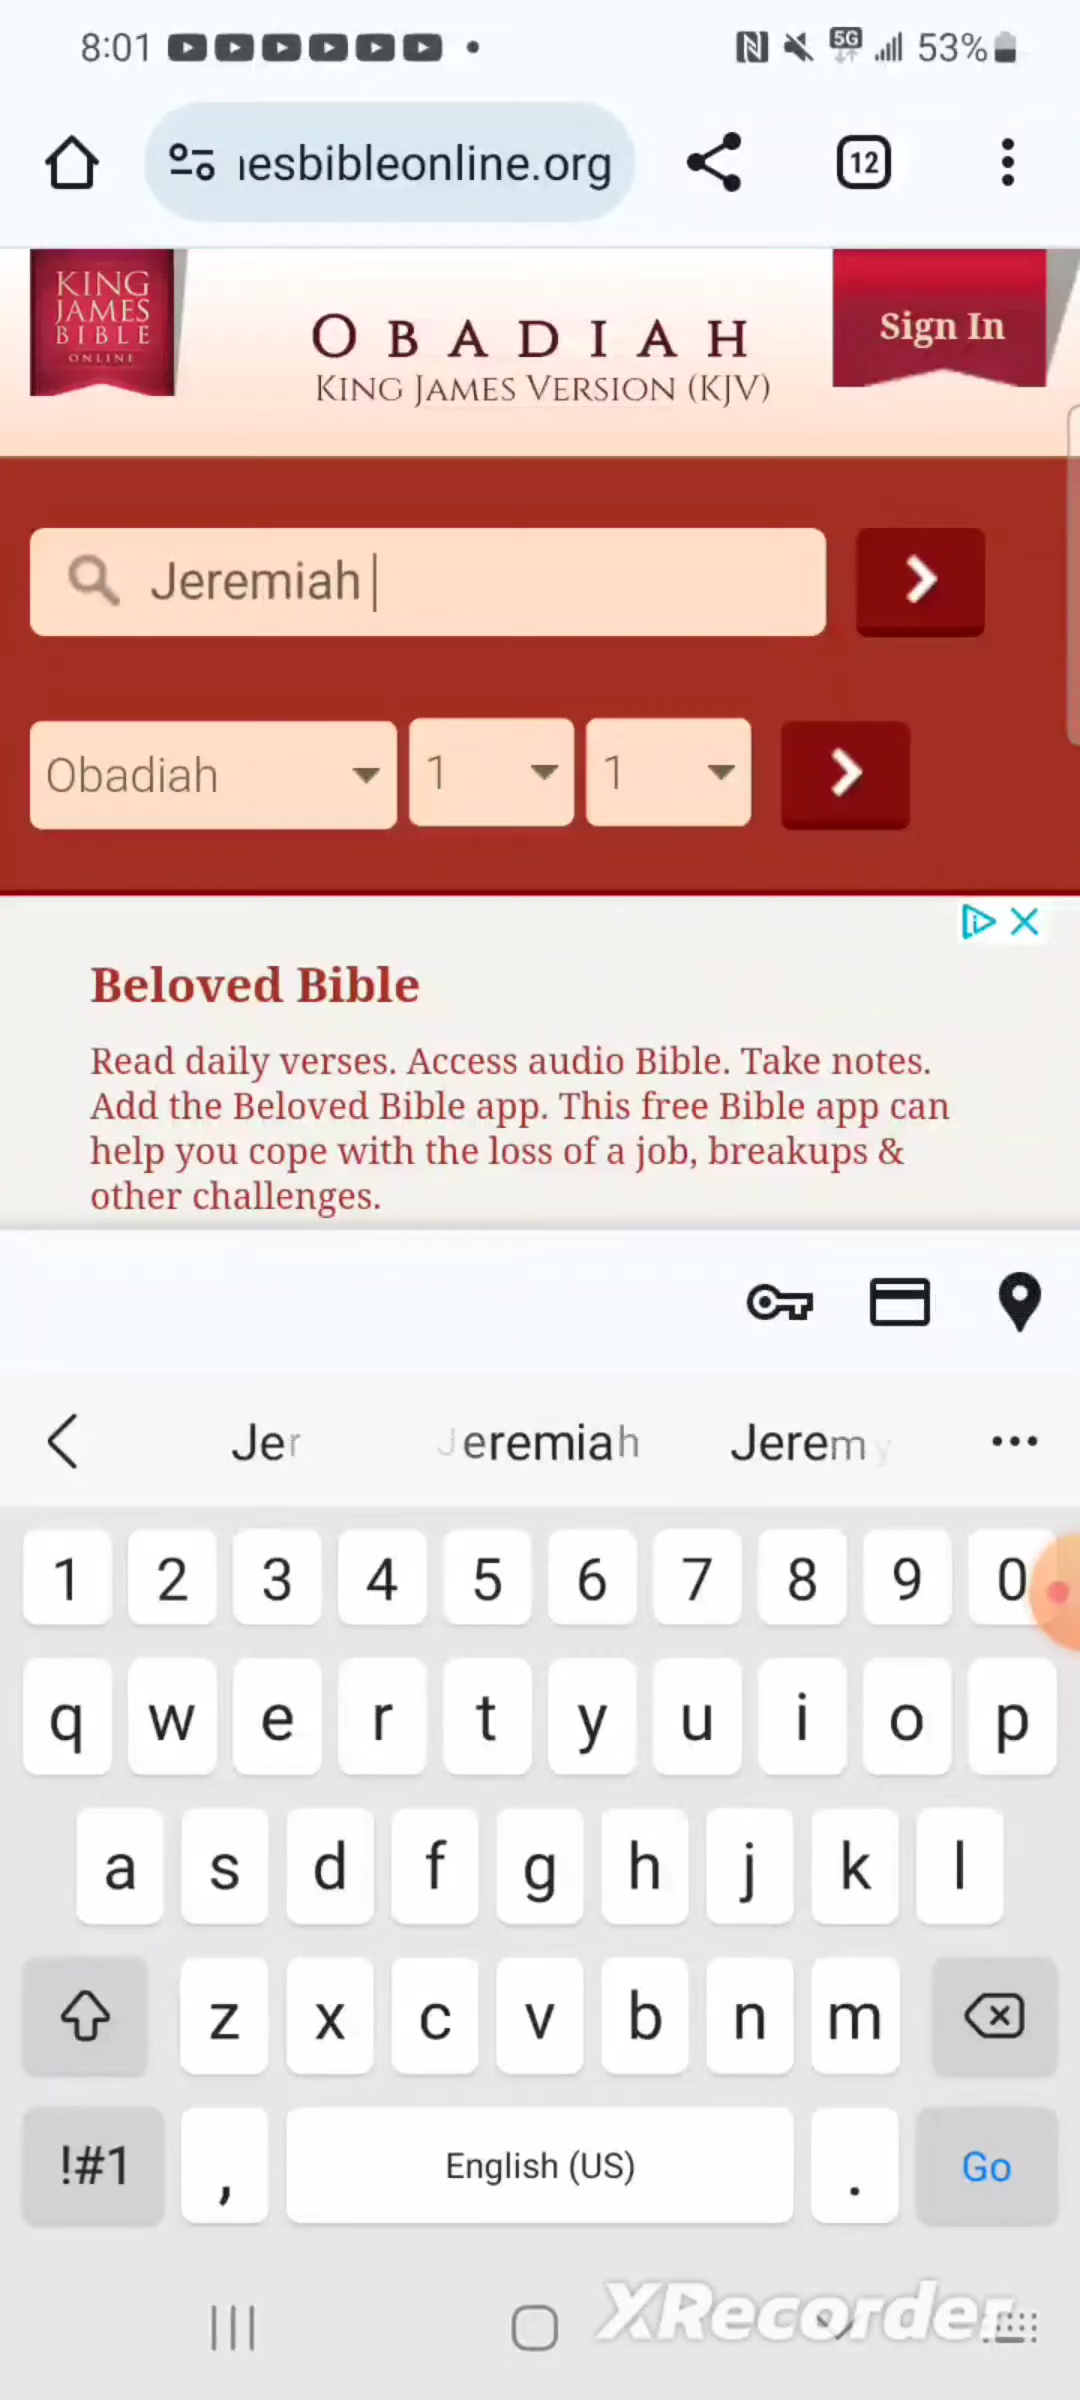 8:01 5G 53%
ıesbibleonline.org 12
KING
JAMES
BIBLE
ONLINE
OBADIAH
KING JAMES VERSION (KJV)
Sign In
Jeremiah
Obadiah 1 1
Beloved Bible
Read daily verses. Access audio Bible. Take notes.
Add the Beloved Bible app. This free Bible app can
help you cope with the loss of a job, breakups &
other challenges.
Jer Jeremiah Jeremy
1 2 3 4 5 6 7 8 9 0
q w e r t y u i o p
a s d f g h j k l
z x c v b n m
!#1 , English (US) . Go
XRecorder